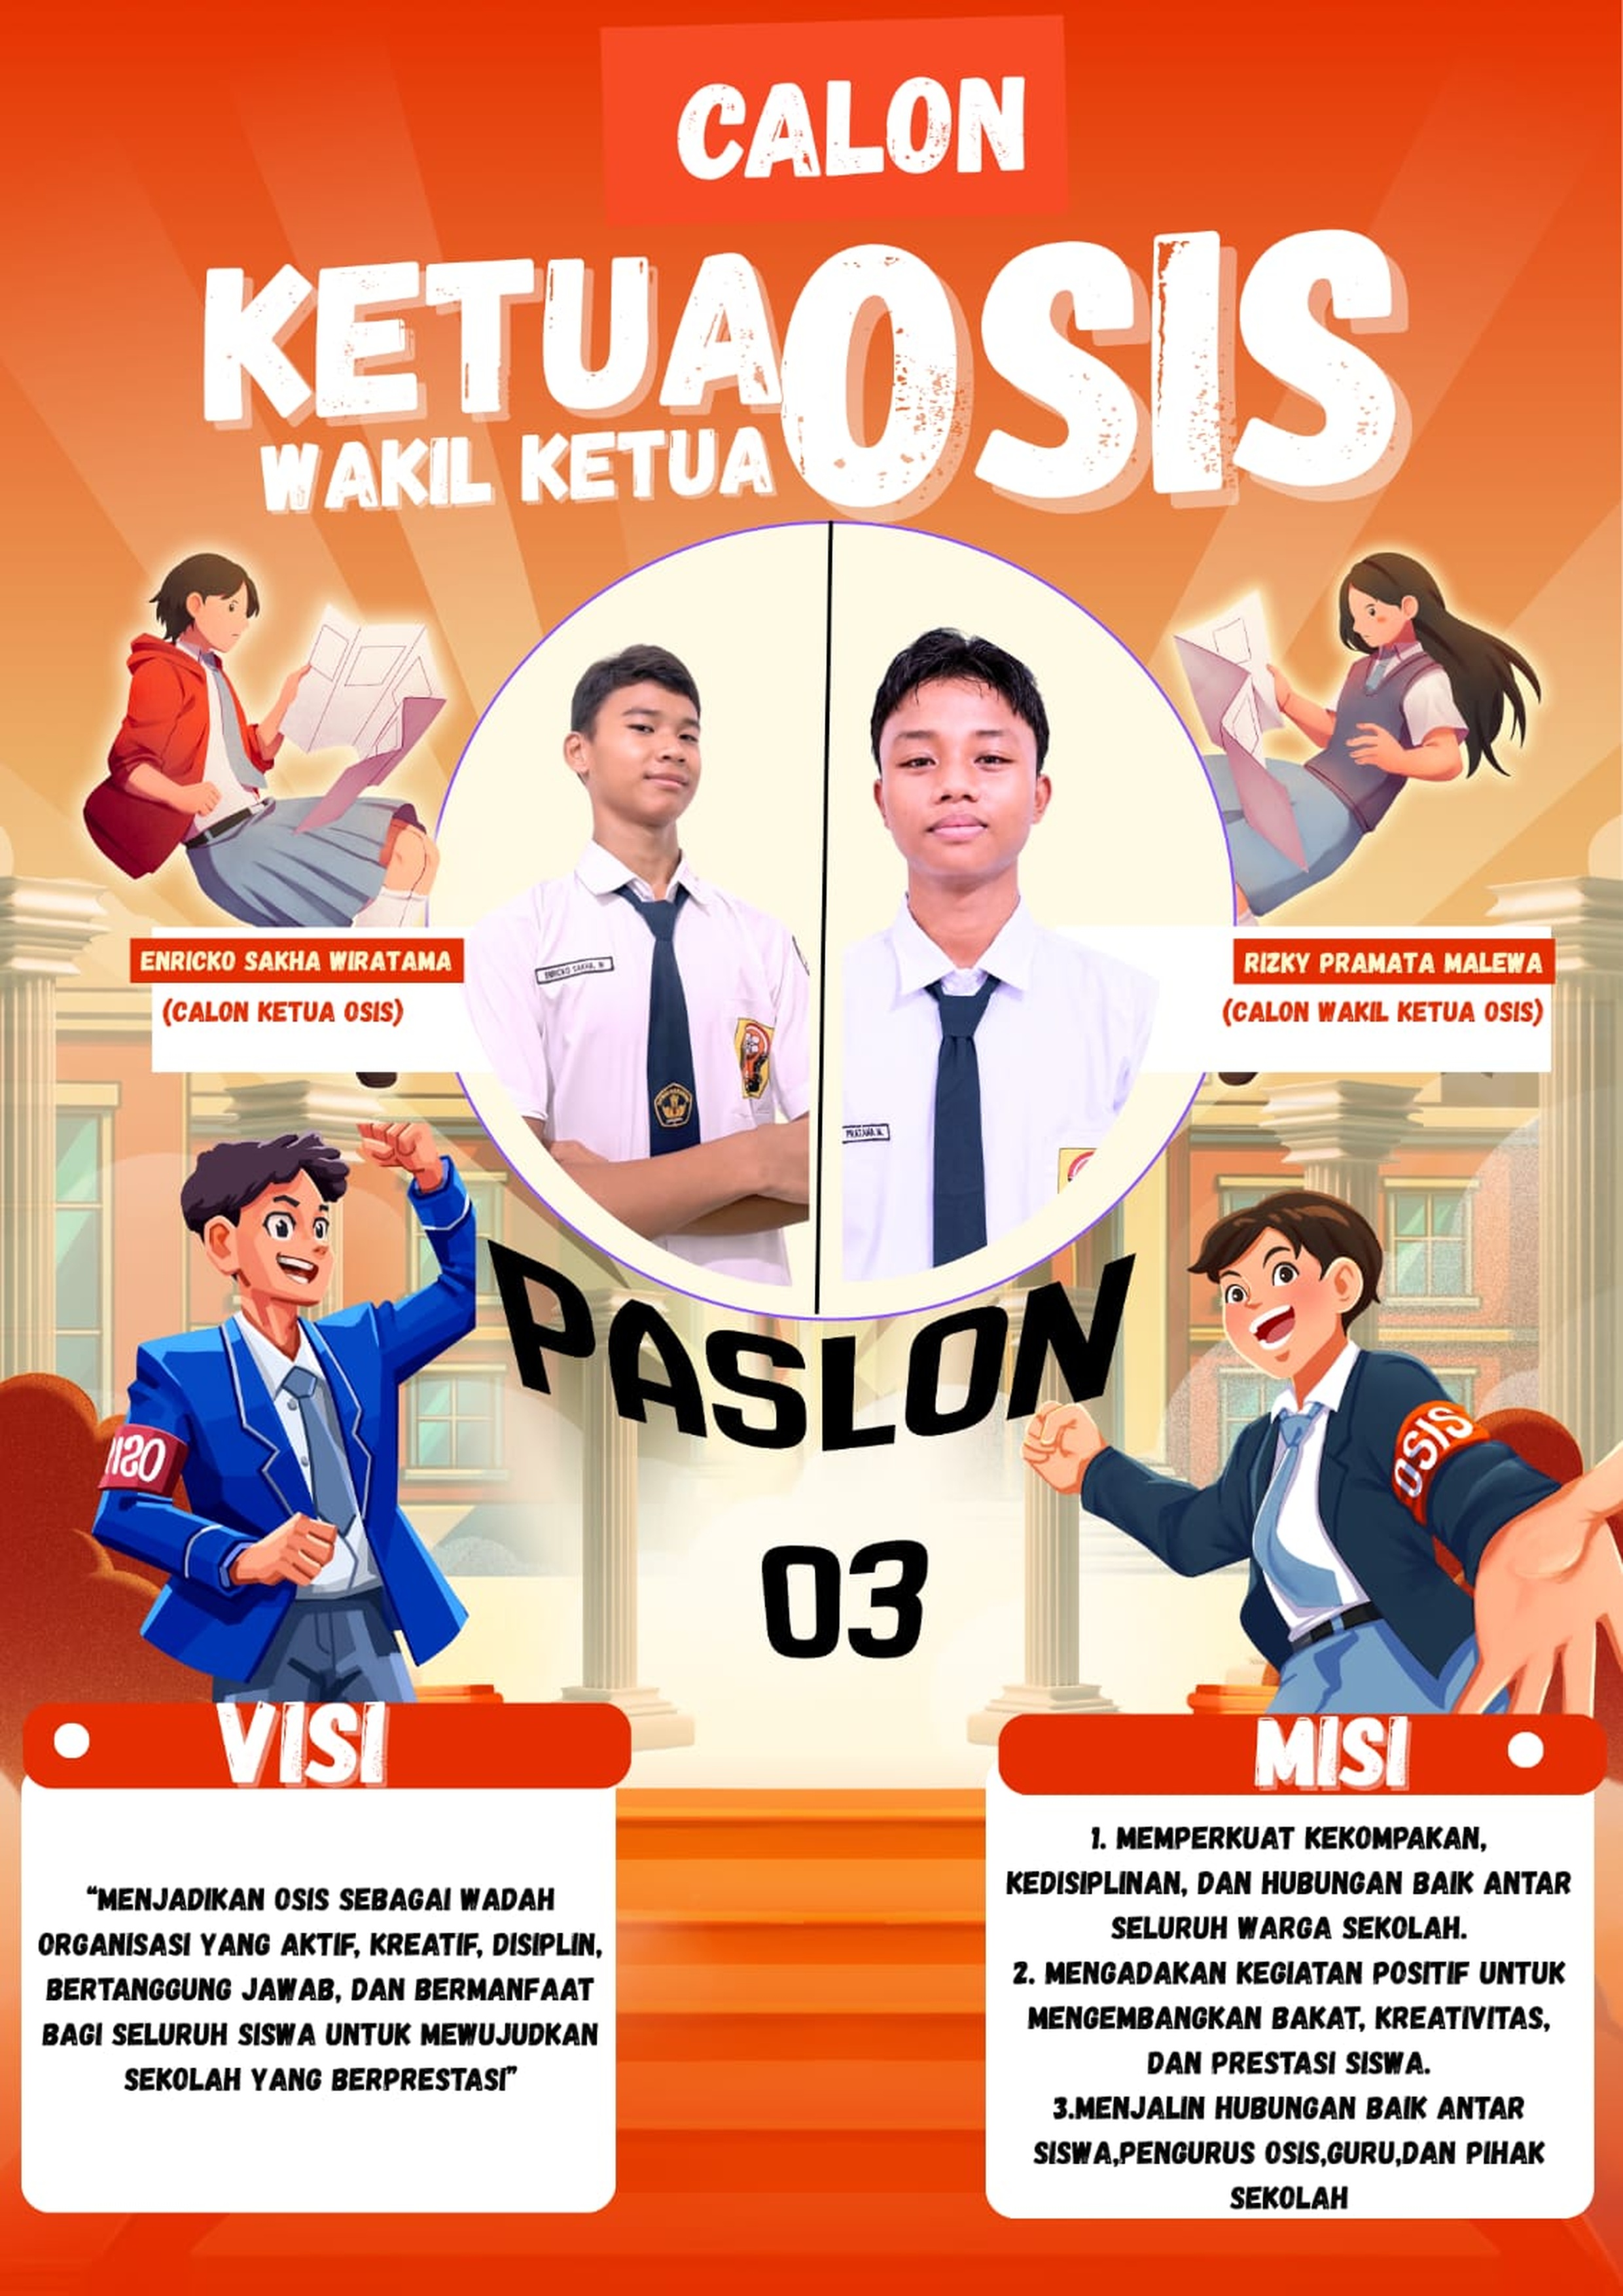 CALON
KETUA OSIS
WAKIL KETUA
ENRICKO SAKHA WIRATAMA
(CALON KETUA OSIS)
RIZKY PRAMATA MALEWA
(CALON WAKIL KETUA OSIS)
ENRICKO SAKHA. W
PRATAMA M.
PASLON
03
OSIS
VISI
“MENJADIKAN OSIS SEBAGAI WADAH
ORGANISASI YANG AKTIF, KREATIF, DISIPLIN,
BERTANGGUNG JAWAB, DAN BERMANFAAT
BAGI SELURUH SISWA UNTUK MEWUJUDKAN
SEKOLAH YANG BERPRESTASI”
MISI
1. MEMPERKUAT KEKOMPAKAN,
KEDISIPLINAN, DAN HUBUNGAN BAIK ANTAR
SELURUH WARGA SEKOLAH.
2. MENGADAKAN KEGIATAN POSITIF UNTUK
MENGEMBANGKAN BAKAT, KREATIVITAS,
DAN PRESTASI SISWA.
3.MENJALIN HUBUNGAN BAIK ANTAR
SISWA,PENGURUS OSIS,GURU,DAN PIHAK
SEKOLAH